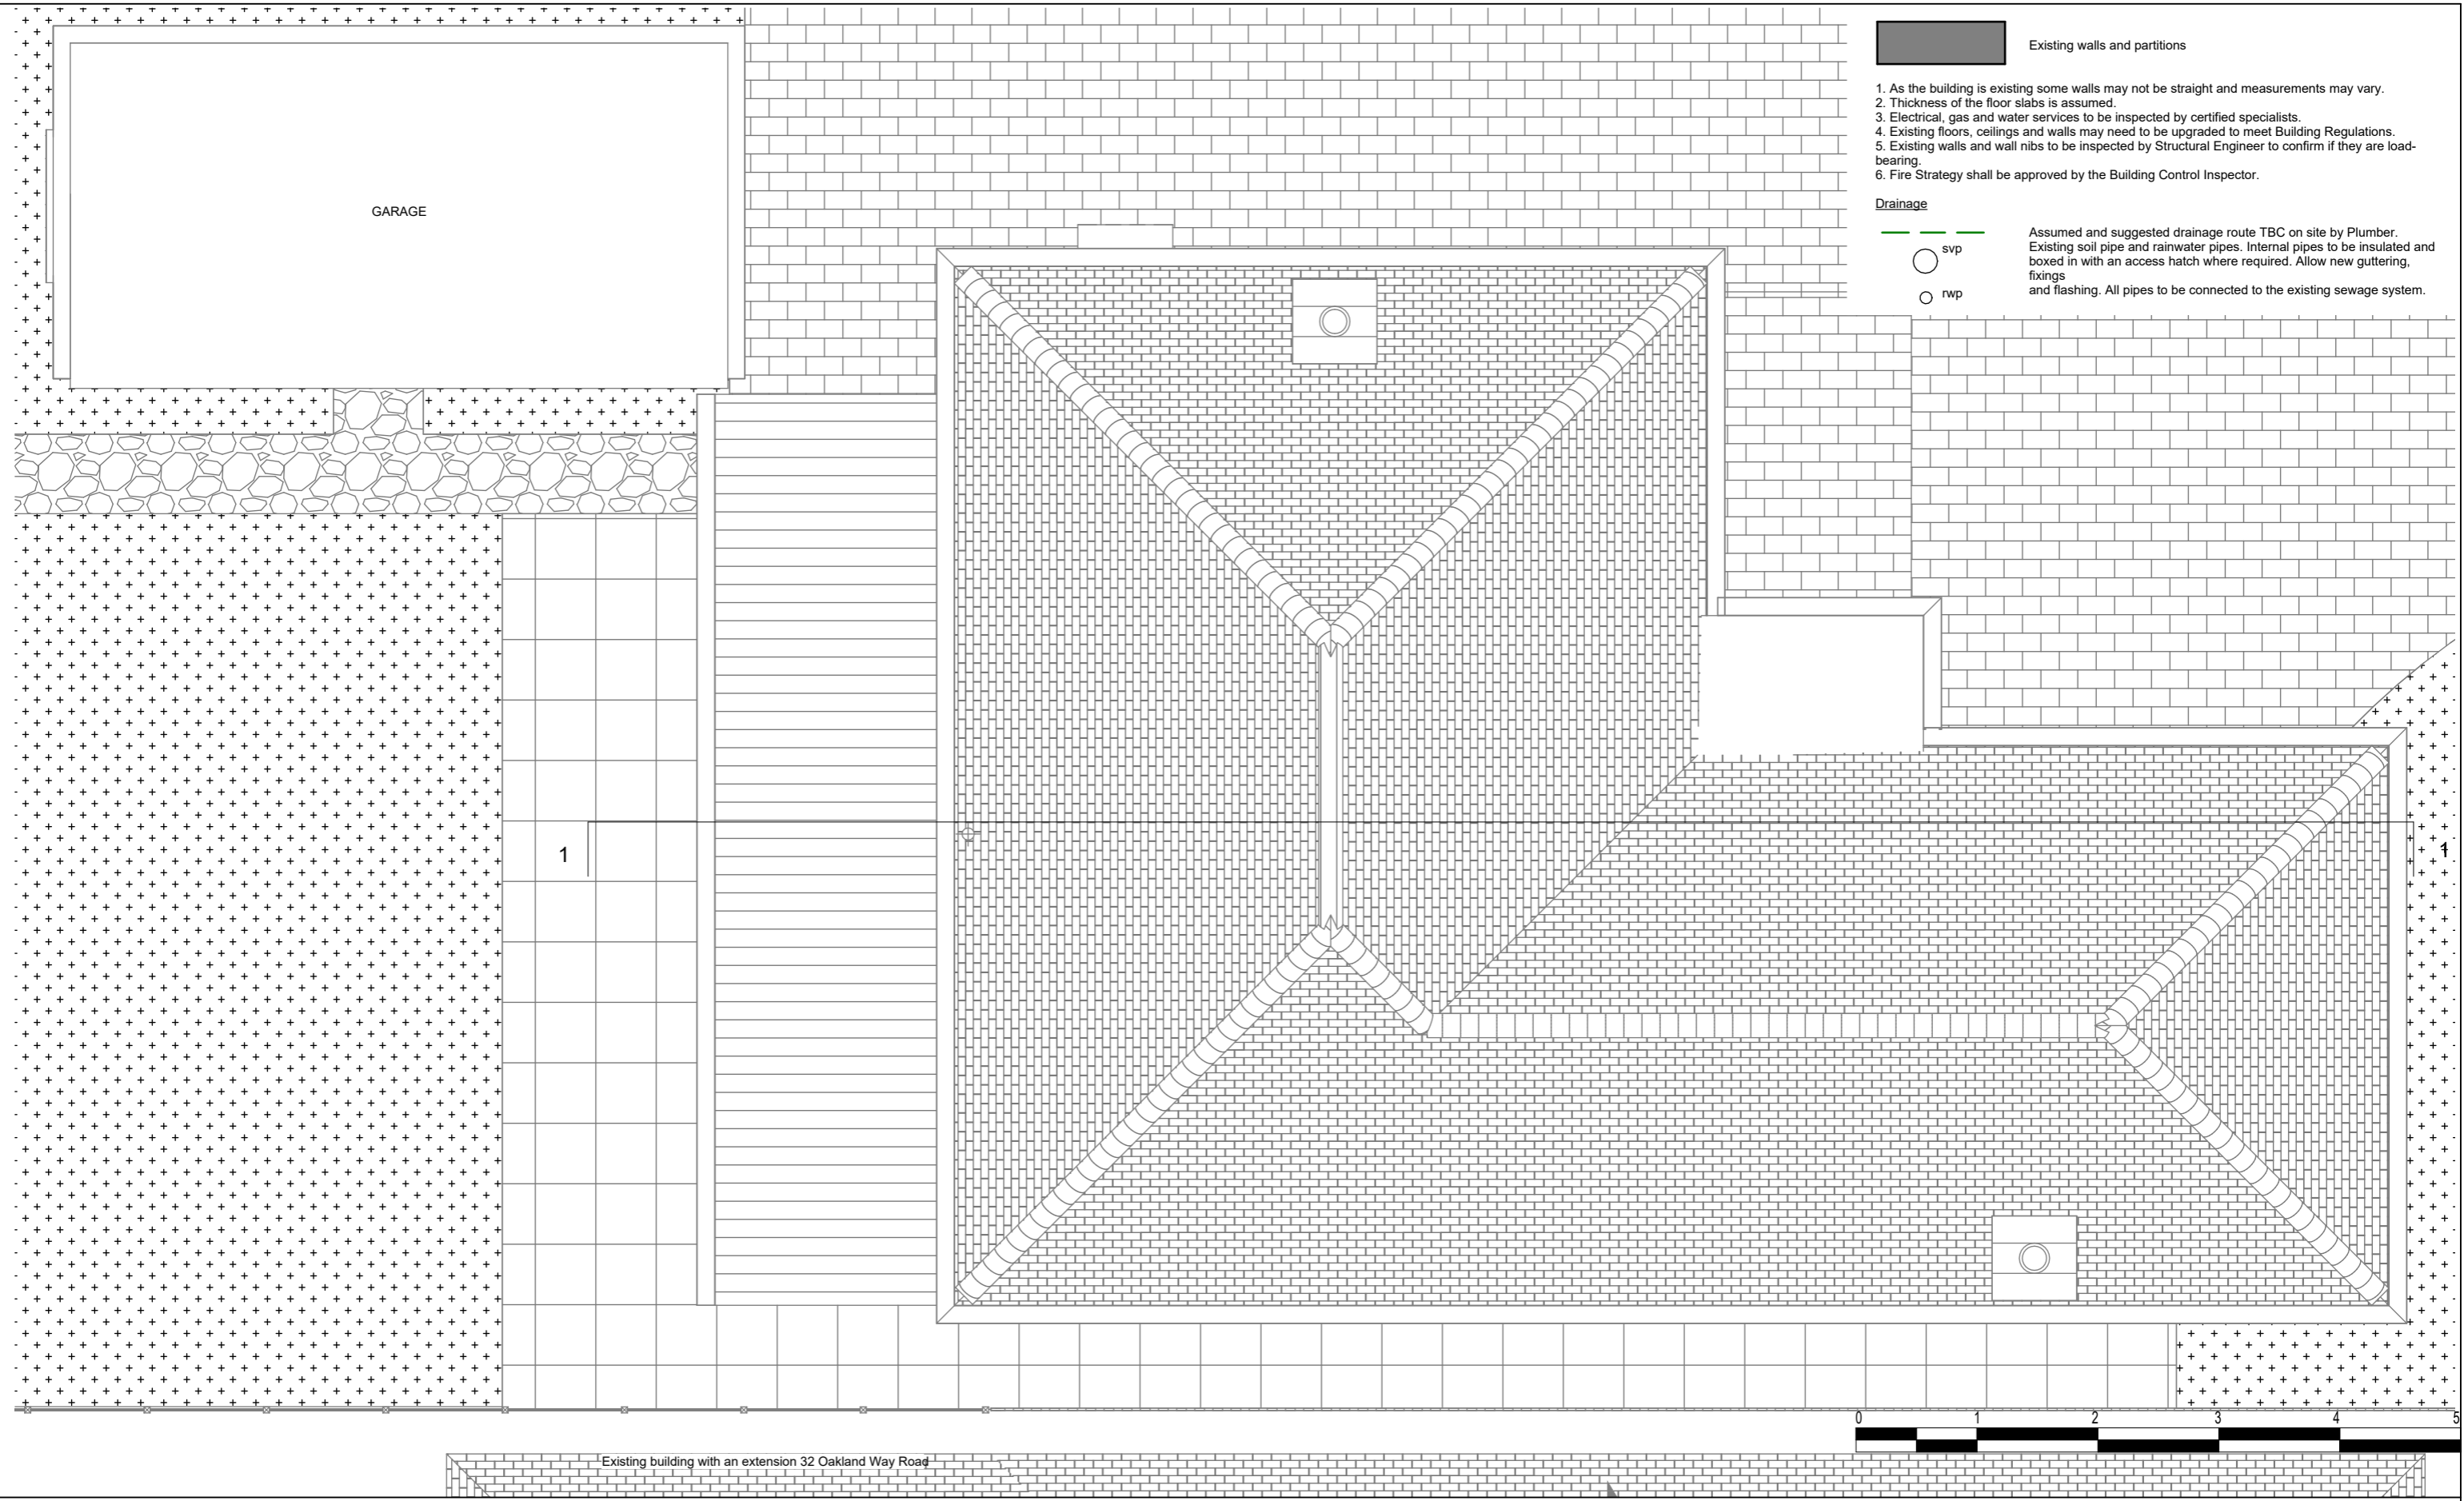 Existing walls and partitions
1. As the building is existing some walls may not be straight and measurements may vary.
2. Thickness of the floor slabs is assumed.
3. Electrical, gas and water services to be inspected by certified specialists.
4. Existing floors, ceilings and walls may need to be upgraded to meet Building Regulations.
5. Existing walls and wall nibs to be inspected by Structural Engineer to confirm if they are load-
bearing.
6. Fire Strategy shall be approved by the Building Control Inspector.
Drainage
Assumed and suggested drainage route TBC on site by Plumber.
svp
Existing soil pipe and rainwater pipes. Internal pipes to be insulated and
boxed in with an access hatch where required. Allow new guttering,
fixings
rwp
and flashing. All pipes to be connected to the existing sewage system.
GARAGE
1
1
0 1 2 3 4 5
Existing building with an extension 32 Oakland Way Road